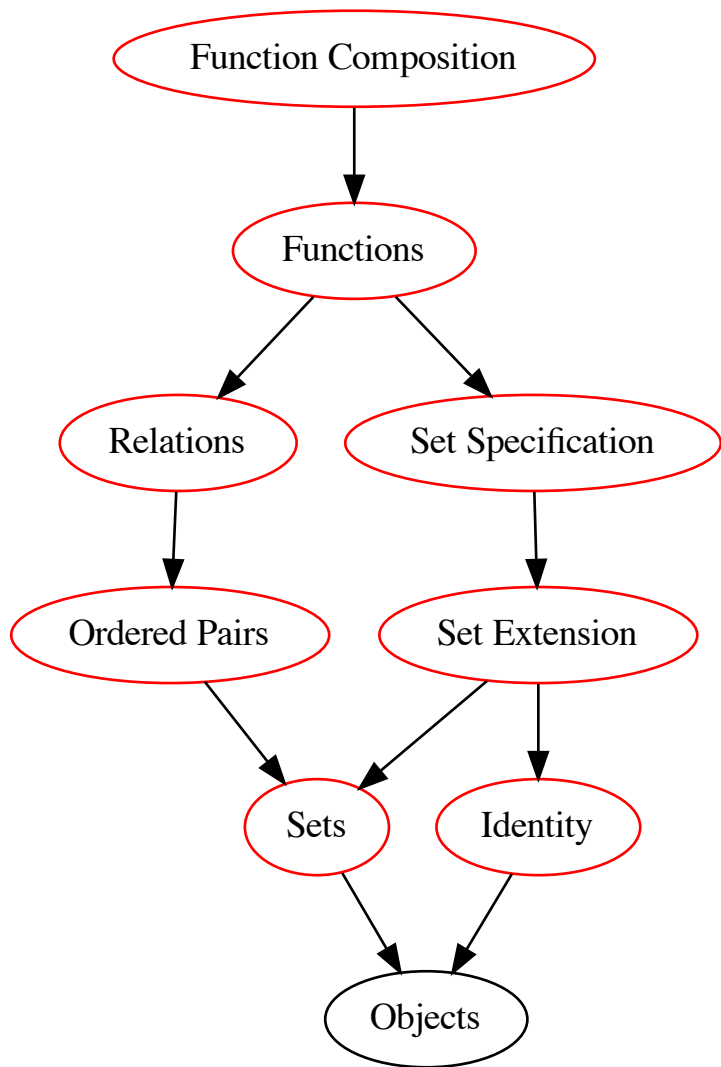 Function Composition
Functions
Relations
Set Specification
Ordered Pairs
Set Extension
Sets
Identity
Objects